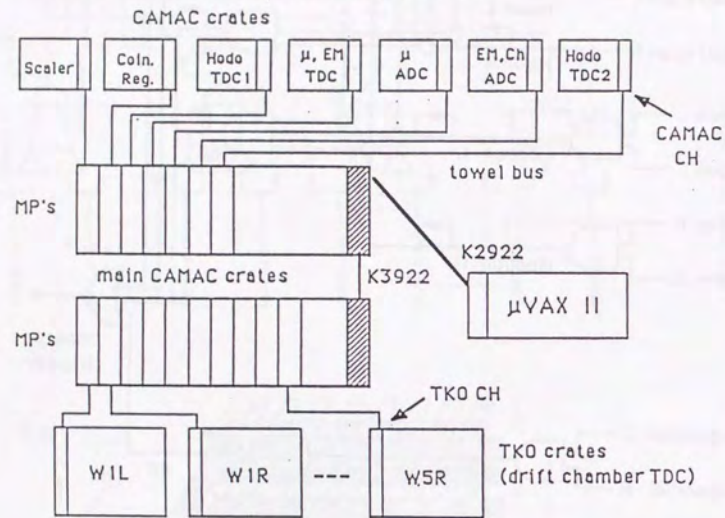 CAMAC crates
Scaler
Coin.
Reg.
Hodo
TDC1
μ, EM
TDC
μ
ADC
EM,Ch
ADC
Hodo
TDC2
CAMAC
CH
towel bus
MP's
K2922
main CAMAC crates
K3922
μVAX II
MP's
TKO CH
W1L
W1R
---
W5R
TKO crates
(drift chamber TDC)